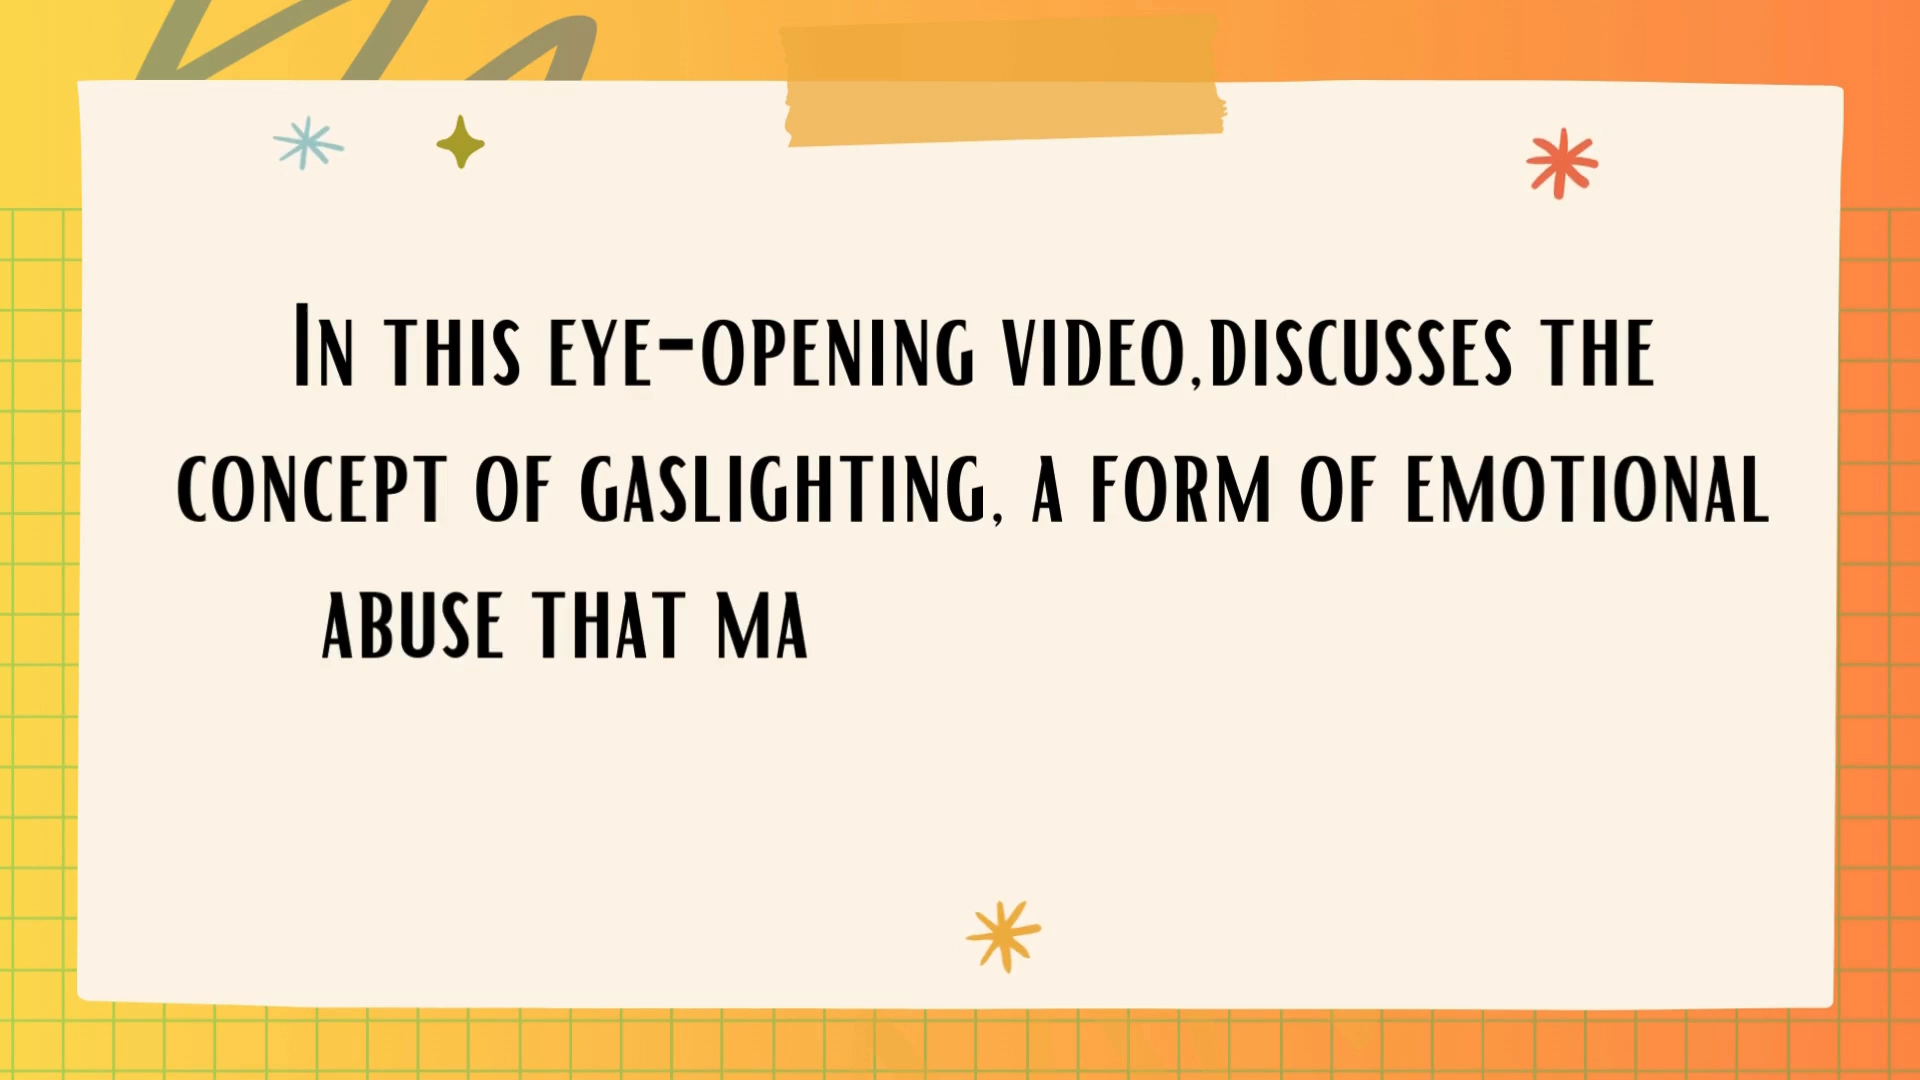 In this eye-opening video,discusses the
concept of gaslighting, a form of emotional
abuse that ma